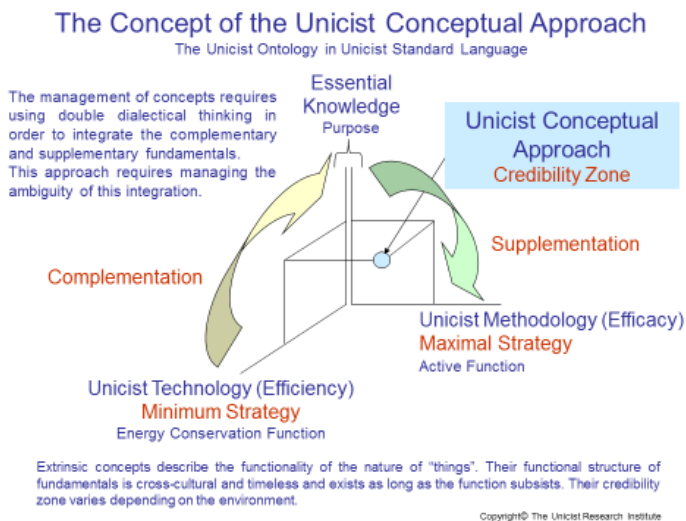 The Concept of the Unicist Conceptual Approach
The Unicist Ontology in Unicist Standard Language
The management of concepts requires
using double dialectical thinking in
order to integrate the complementary
and supplementary fundamentals.
This approach requires managing the
ambiguity of this integration.
Essential
Knowledge
Purpose
Unicist Conceptual
Approach
Credibility Zone
Complementation
Supplementation
Unicist Methodology (Efficacy)
Maximal Strategy
Active Function
Unicist Technology (Efficiency)
Minimum Strategy
Energy Conservation Function
Extrinsic concepts describe the functionality of the nature of “things”. Their functional structure of
fundamentals is cross-cultural and timeless and exists as long as the function subsists. Their credibility
zone varies depending on the environment.
Copyright© The Unicist Research Institute